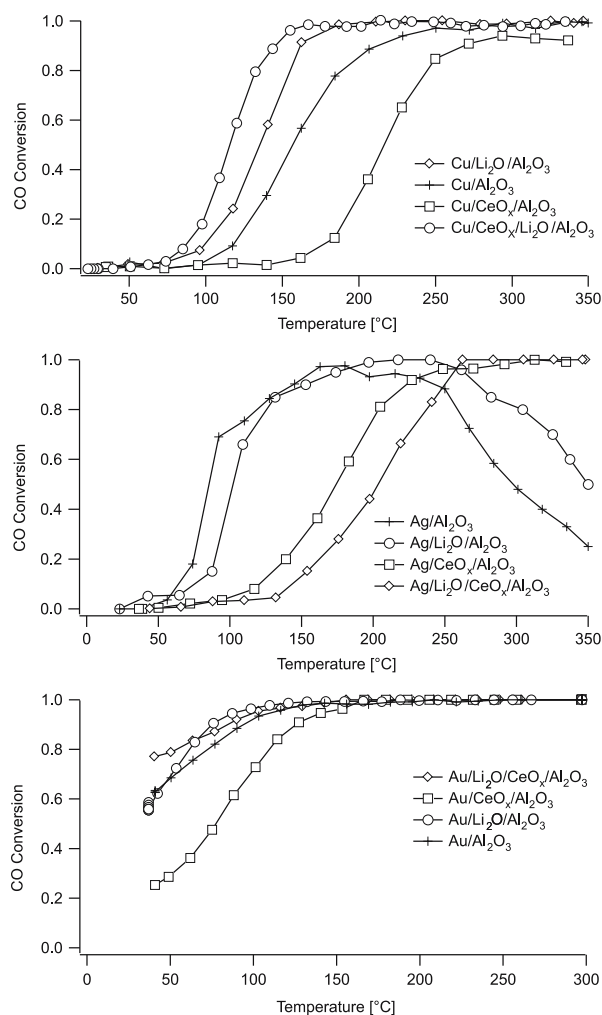 1.0
0.8
0.6
0.4
0.2
0.0
CO Conversion
Cu/Li₂O/Al₂O₃
Cu/Al₂O₃
Cu/CeOₓ/Al₂O₃
Cu/CeOₓ/Li₂O/Al₂O₃
50 100 150 200 250 300 350
Temperature [°C]
1.0
0.8
0.6
0.4
0.2
0.0
CO Conversion
Ag/Al₂O₃
Ag/Li₂O/Al₂O₃
Ag/CeOₓ/Al₂O₃
Ag/Li₂O/CeOₓ/Al₂O₃
0 50 100 150 200 250 300 350
Temperature [°C]
1.0
0.8
0.6
0.4
0.2
0.0
CO Conversion
Au/Li₂O/CeOₓ/Al₂O₃
Au/CeOₓ/Al₂O₃
Au/Li₂O/Al₂O₃
Au/Al₂O₃
0 50 100 150 200 250 300
Temperature [°C]